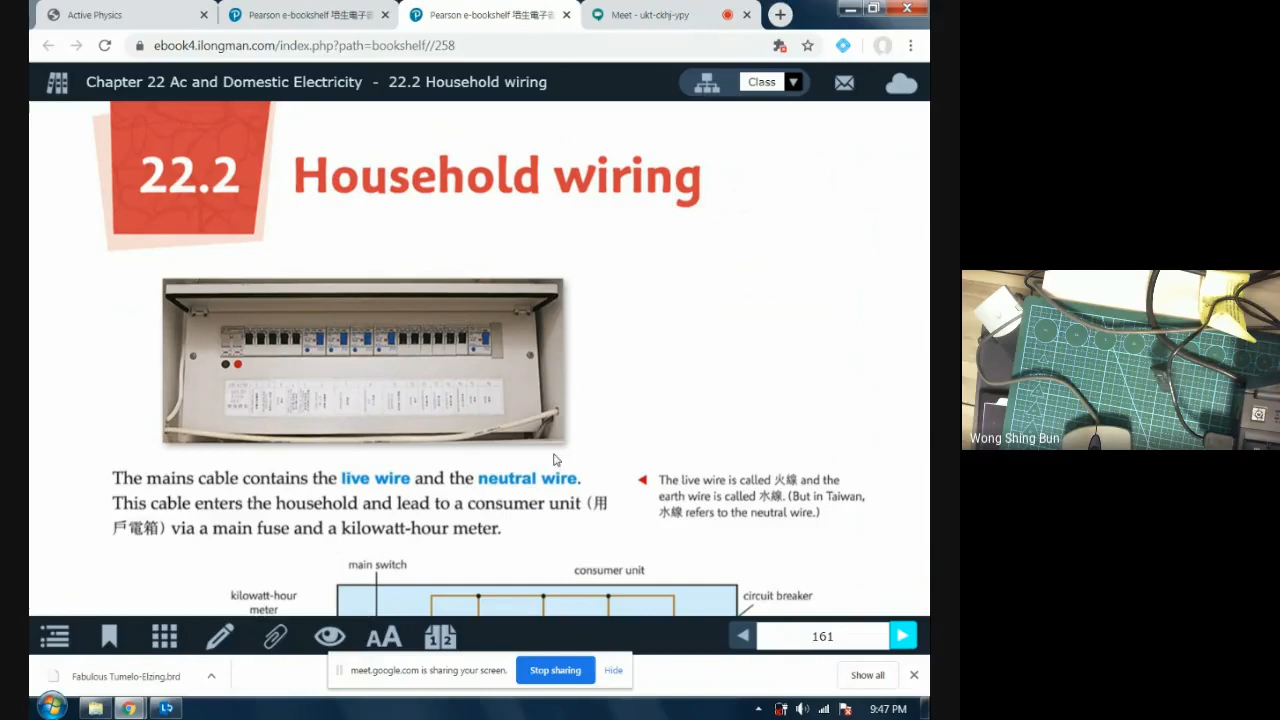 Active Physics
Pearson e-bookshelf 培生電子
Pearson e-bookshelf 培生電子
Meet - ukt-ckhj-ypy
ebook4.ilongman.com/index.php?path=bookshelf//258
Chapter 22 Ac and Domestic Electricity - 22.2 Household wiring
Class
22.2 Household wiring
The mains cable contains the live wire and the neutral wire.
This cable enters the household and lead to a consumer unit (用
戶電箱) via a main fuse and a kilowatt-hour meter.
The live wire is called 火線 and the
earth wire is called 水線. (But in Taiwan,
水線 refers to the neutral wire.)
main switch
consumer unit
kilowatt-hour
meter
circuit breaker
AA
1 2
161
Fabulous Tumelo-Elzing.brd
meet.google.com is sharing your screen.
Stop sharing
Hide
Show all
9:47 PM
Wong Shing Bun